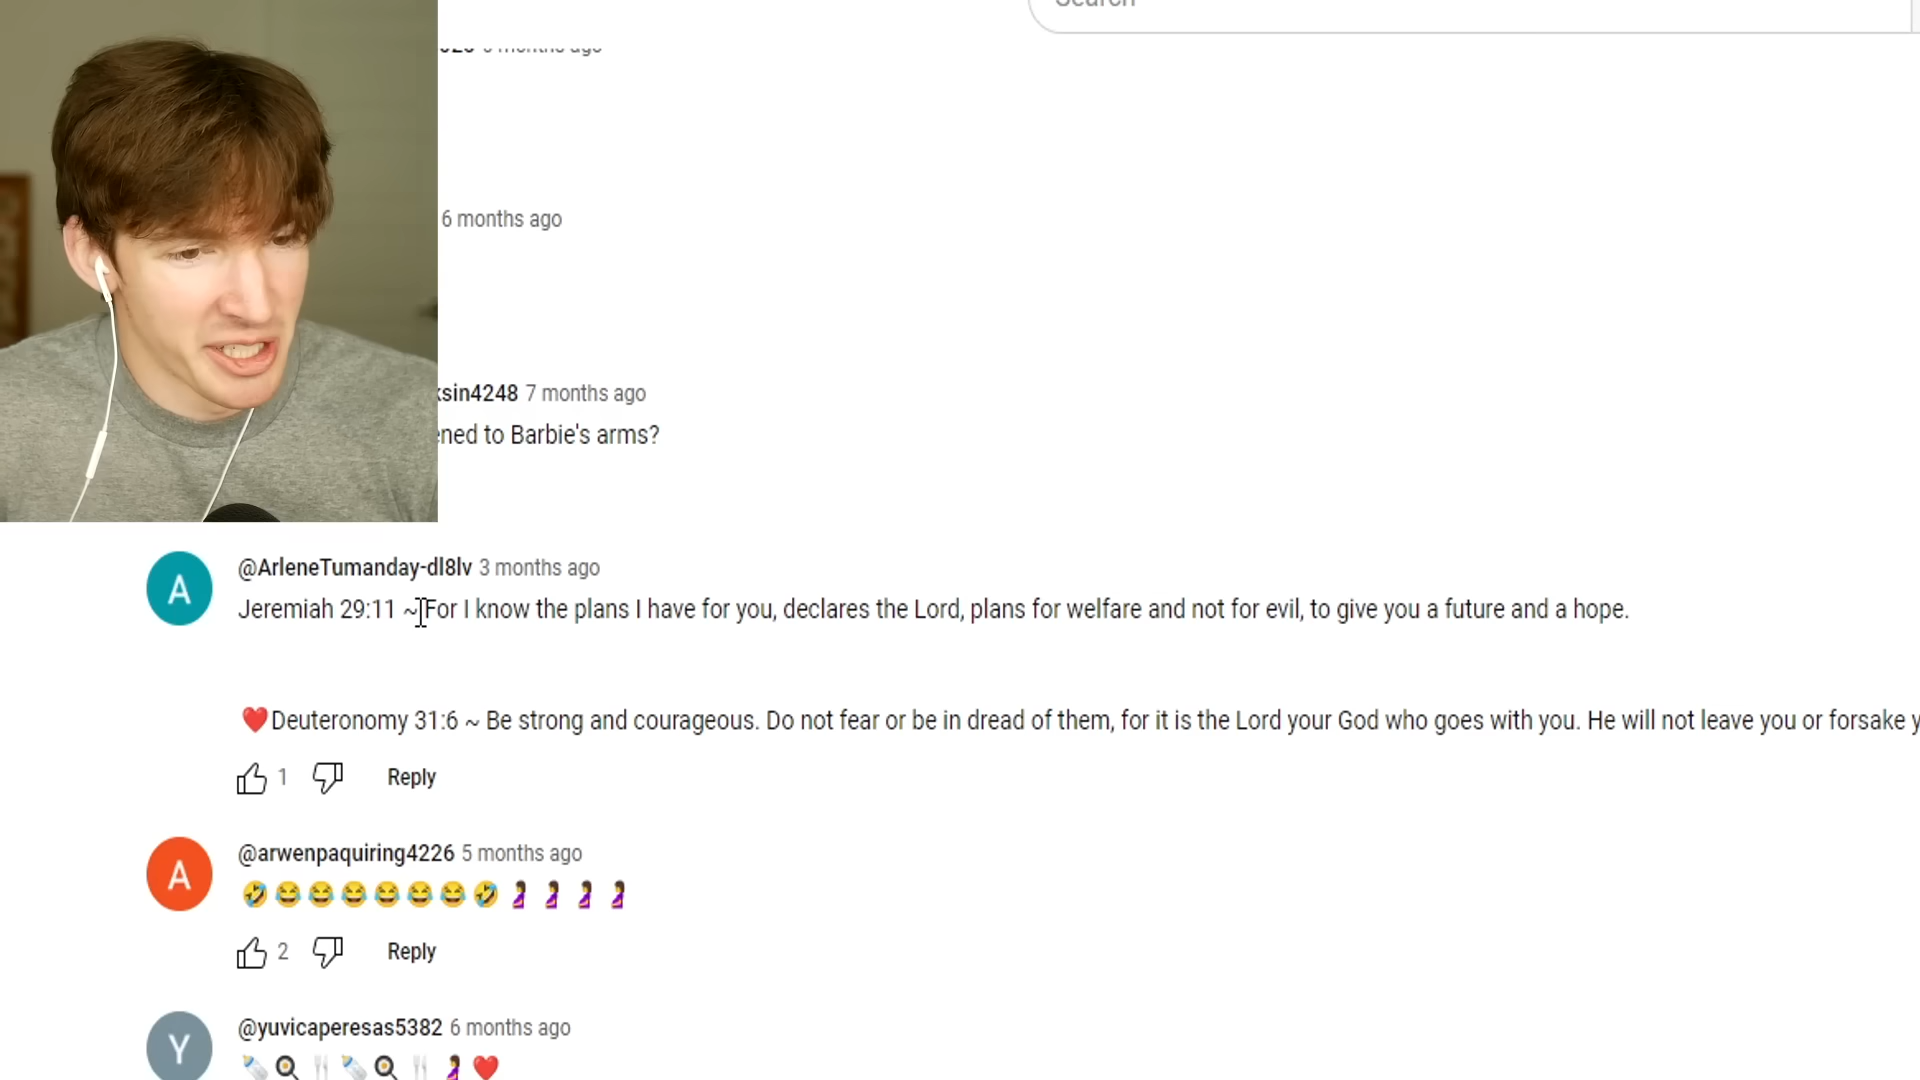 Search
months ago
6 months ago
sin4248 7 months ago
ned to Barbie's arms?
@ArleneTumanday-dl8lv 3 months ago
Jeremiah 29:11 ~ For I know the plans I have for you, declares the Lord, plans for welfare and not for evil, to give you a future and a hope.
❤️Deuteronomy 31:6 ~ Be strong and courageous. Do not fear or be in dread of them, for it is the Lord your God who goes with you. He will not leave you or forsake y
1 Reply
@arwenpaquiring4226 5 months ago
🤣😂😂😂😂😂😂🤣🤰🤰🤰🤰
2 Reply
@yuvicaperesas5382 6 months ago
🍼🍳🍴🍼🍳🍴🤰❤️
A
A
Y